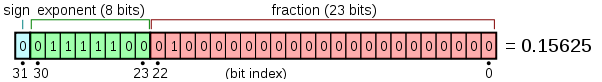 sign exponent (8 bits) fraction (23 bits)
0 0 1 1 1 1 1 0 0 0 1 0 0 0 0 0 0 0 0 0 0 0 0 0 0 0 0 0 0 0 0 0 = 0.15625
31 30 23 22 (bit index) 0